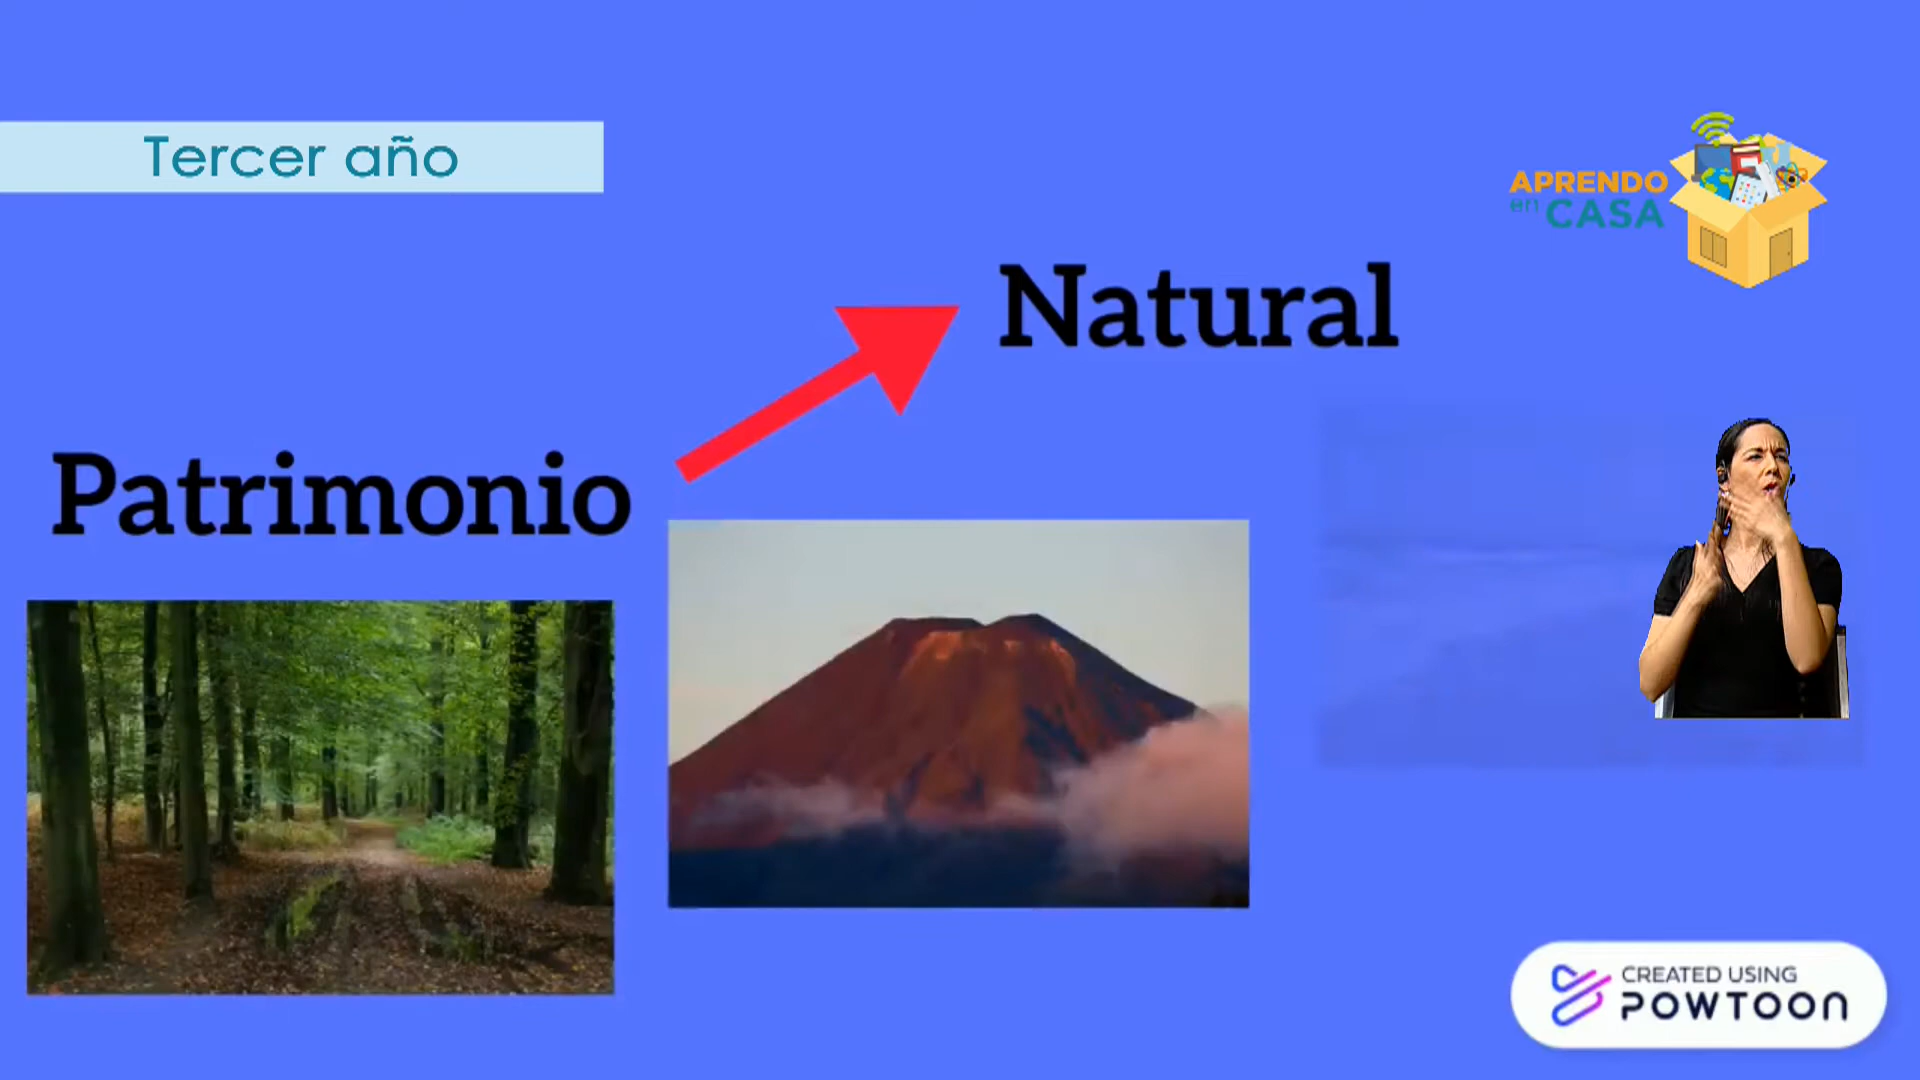 Tercer año
APRENDO
en CASA
Natural
Patrimonio
CREATED USING
POWTOON